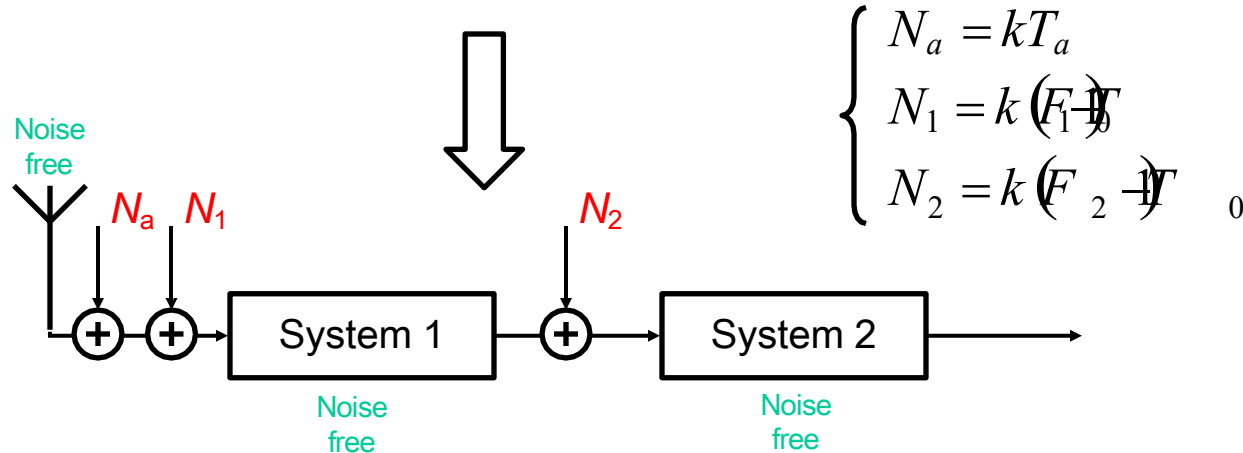 N_a = kT_a
N_1 = k(F_1-1)T_0
N_2 = k(F_2-1)T_0
Noise
free
N_a N_1 N_2
+ + System 1 + System 2
Noise
free
Noise
free